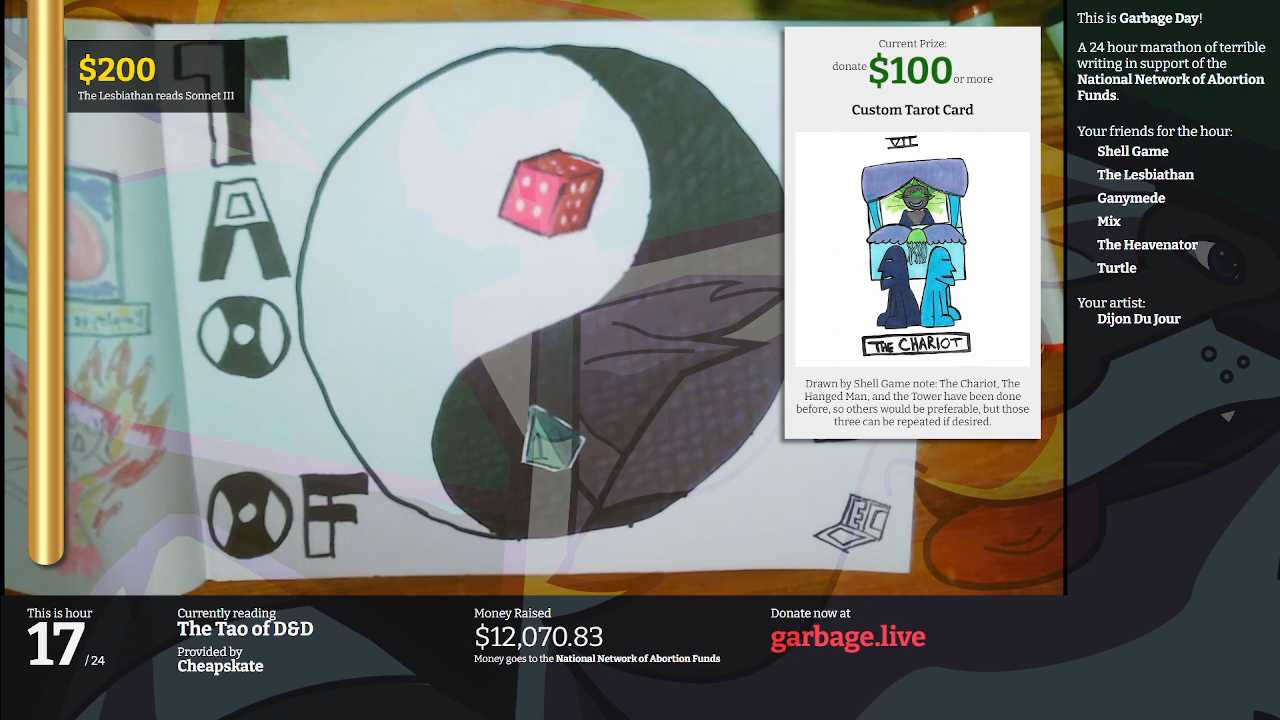 $200
The Lesbiathan reads Sonnet III
TAO
OF
Current Prize:
donate $100 or more
Custom Tarot Card
VII
THE CHARIOT
Drawn by Shell Game note: The Chariot, The
Hanged Man, and the Tower have been done
before, so others would be preferable, but those
three can be repeated if desired.
This is Garbage Day!
A 24 hour marathon of terrible
writing in support of the
National Network of Abortion
Funds.
Your friends for the hour:
Shell Game
The Lesbiathan
Ganymede
Mix
The Heavenator
Turtle
Your artist:
Dijon Du Jour
This is hour
17 / 24
Currently reading
The Tao of D&D
Provided by
Cheapskate
Money Raised
$12,070.83
Money goes to the National Network of Abortion Funds
Donate now at
garbage.live